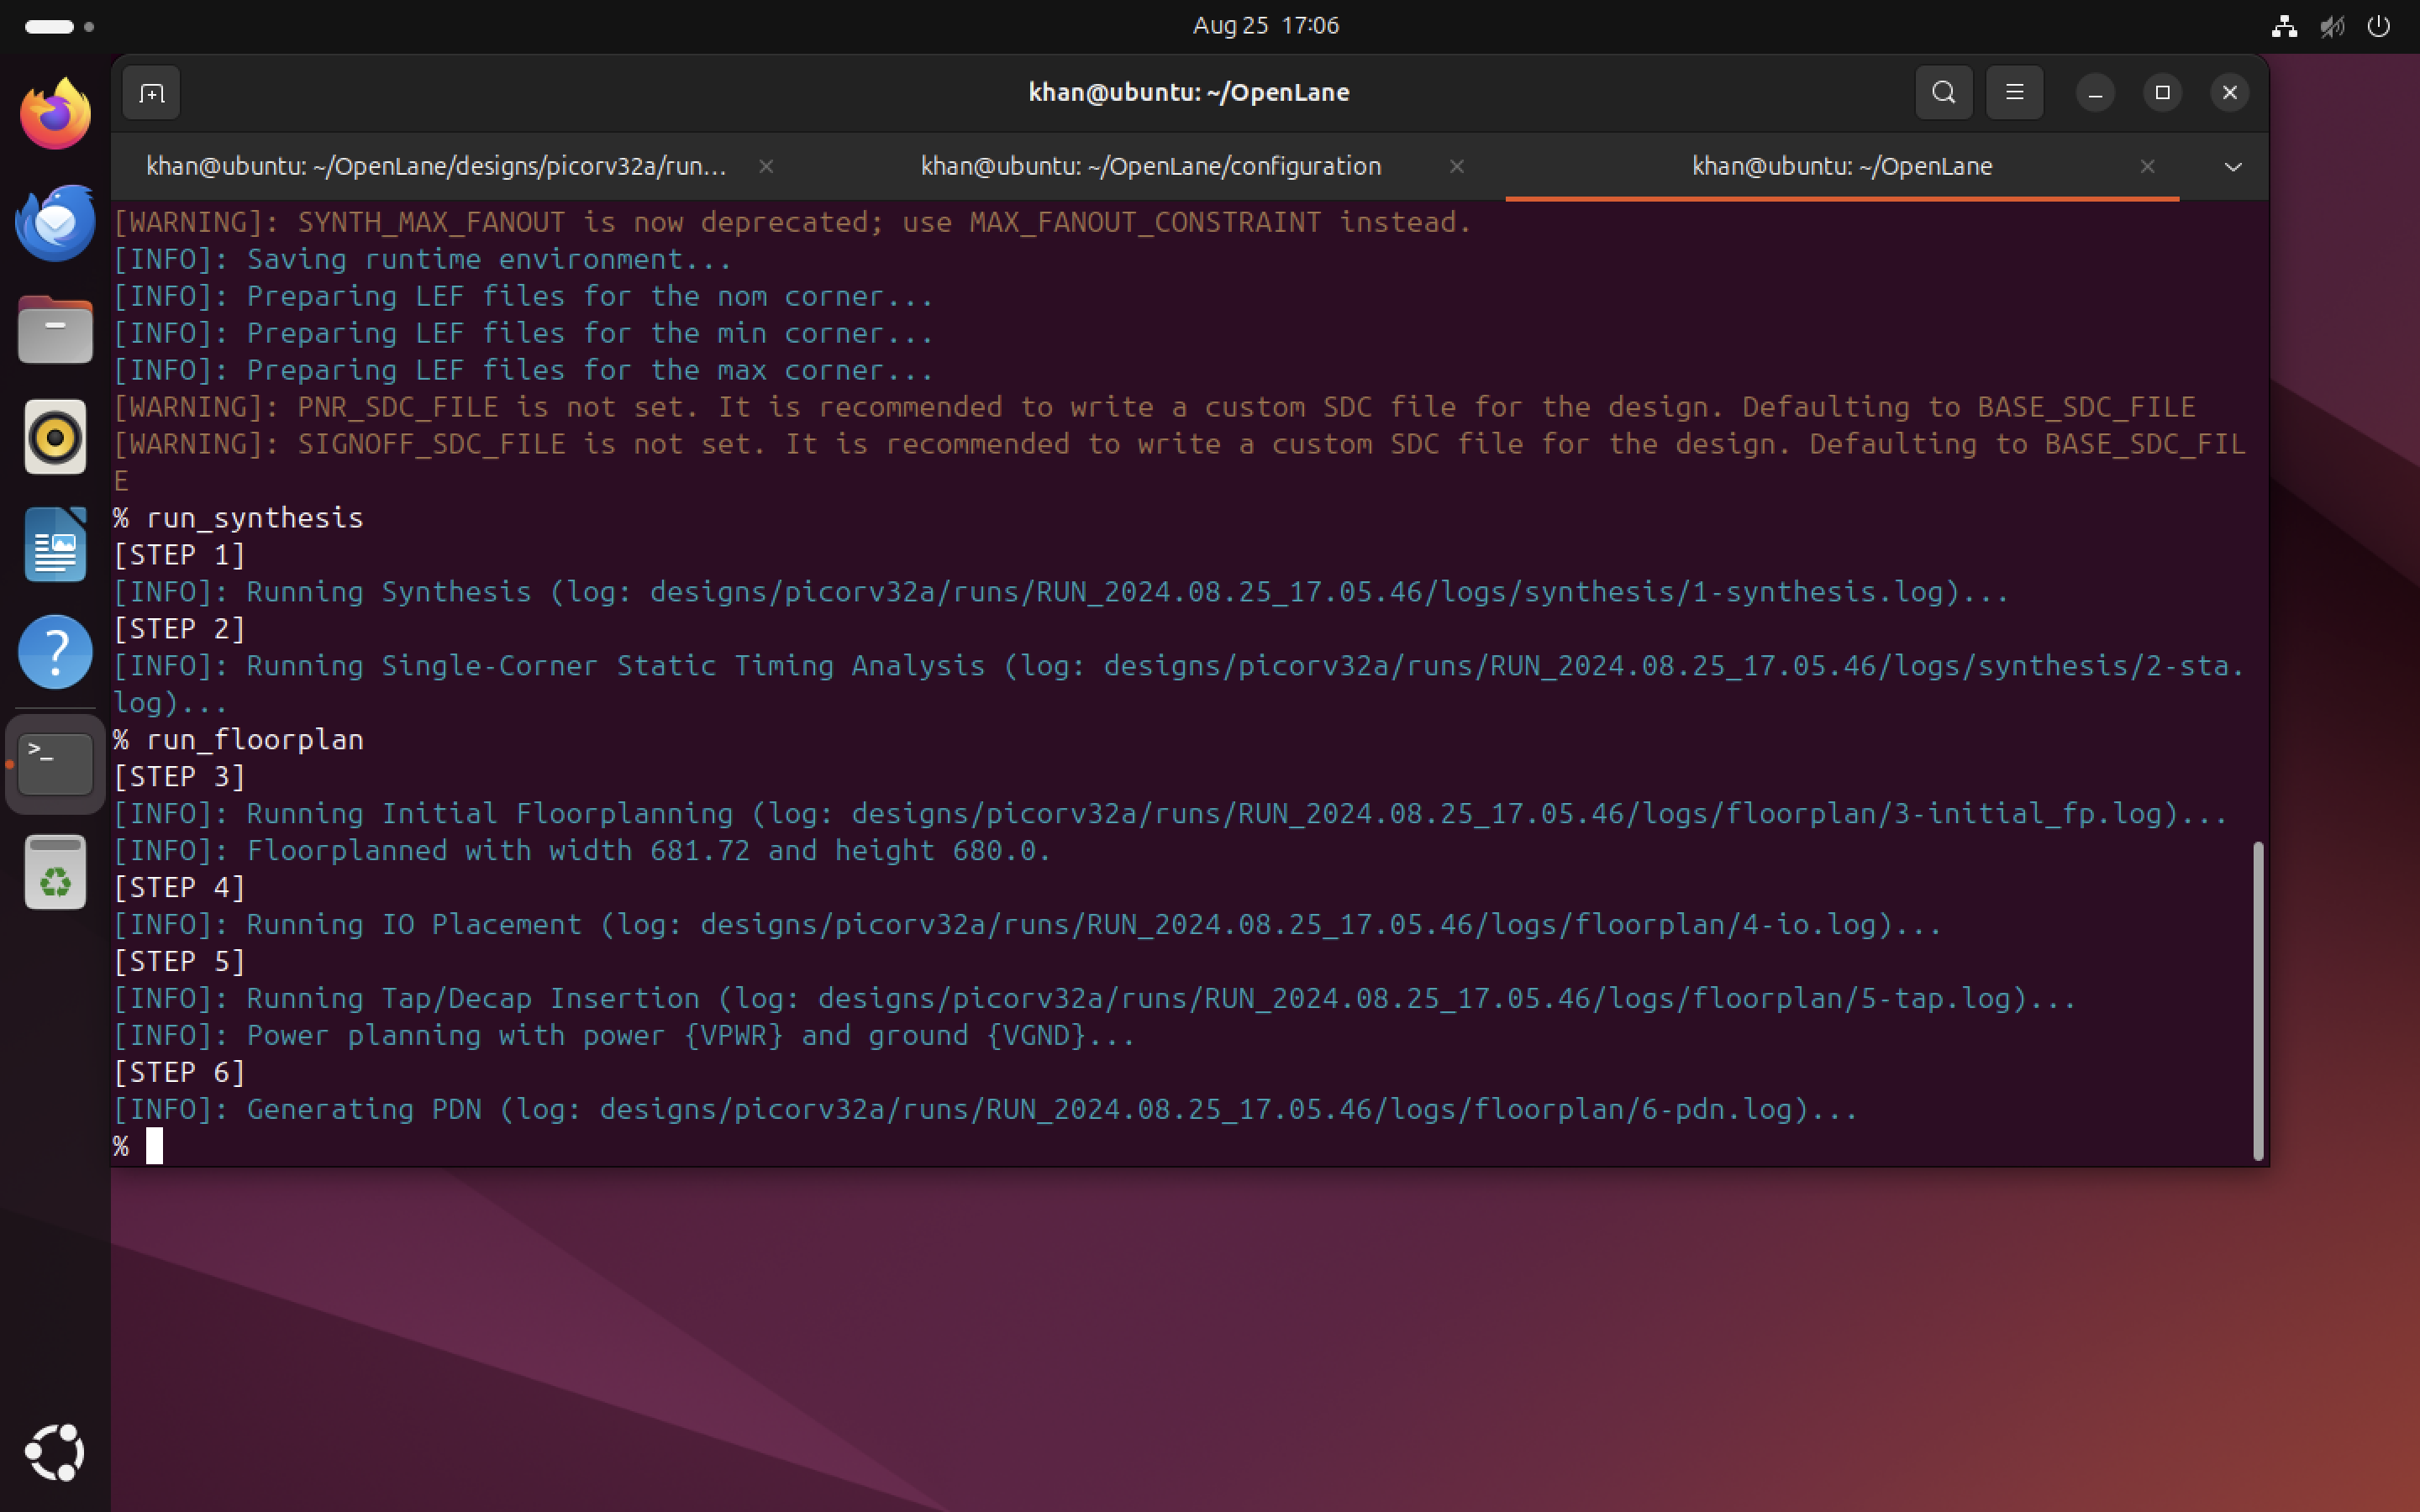 Aug 25 17:06
khan@ubuntu: ~/OpenLane
khan@ubuntu: ~/OpenLane/designs/picorv32a/run...
khan@ubuntu: ~/OpenLane/configuration
khan@ubuntu: ~/OpenLane
[WARNING]: SYNTH_MAX_FANOUT is now deprecated; use MAX_FANOUT_CONSTRAINT instead.
[INFO]: Saving runtime environment...
[INFO]: Preparing LEF files for the nom corner...
[INFO]: Preparing LEF files for the min corner...
[INFO]: Preparing LEF files for the max corner...
[WARNING]: PNR_SDC_FILE is not set. It is recommended to write a custom SDC file for the design. Defaulting to BASE_SDC_FILE
[WARNING]: SIGNOFF_SDC_FILE is not set. It is recommended to write a custom SDC file for the design. Defaulting to BASE_SDC_FIL
E
% run_synthesis
[STEP 1]
[INFO]: Running Synthesis (log: designs/picorv32a/runs/RUN_2024.08.25_17.05.46/logs/synthesis/1-synthesis.log)...
[STEP 2]
[INFO]: Running Single-Corner Static Timing Analysis (log: designs/picorv32a/runs/RUN_2024.08.25_17.05.46/logs/synthesis/2-sta.
log)...
% run_floorplan
[STEP 3]
[INFO]: Running Initial Floorplanning (log: designs/picorv32a/runs/RUN_2024.08.25_17.05.46/logs/floorplan/3-initial_fp.log)...
[INFO]: Floorplanned with width 681.72 and height 680.0.
[STEP 4]
[INFO]: Running IO Placement (log: designs/picorv32a/runs/RUN_2024.08.25_17.05.46/logs/floorplan/4-io.log)...
[STEP 5]
[INFO]: Running Tap/Decap Insertion (log: designs/picorv32a/runs/RUN_2024.08.25_17.05.46/logs/floorplan/5-tap.log)...
[INFO]: Power planning with power {VPWR} and ground {VGND}...
[STEP 6]
[INFO]: Generating PDN (log: designs/picorv32a/runs/RUN_2024.08.25_17.05.46/logs/floorplan/6-pdn.log)...
%